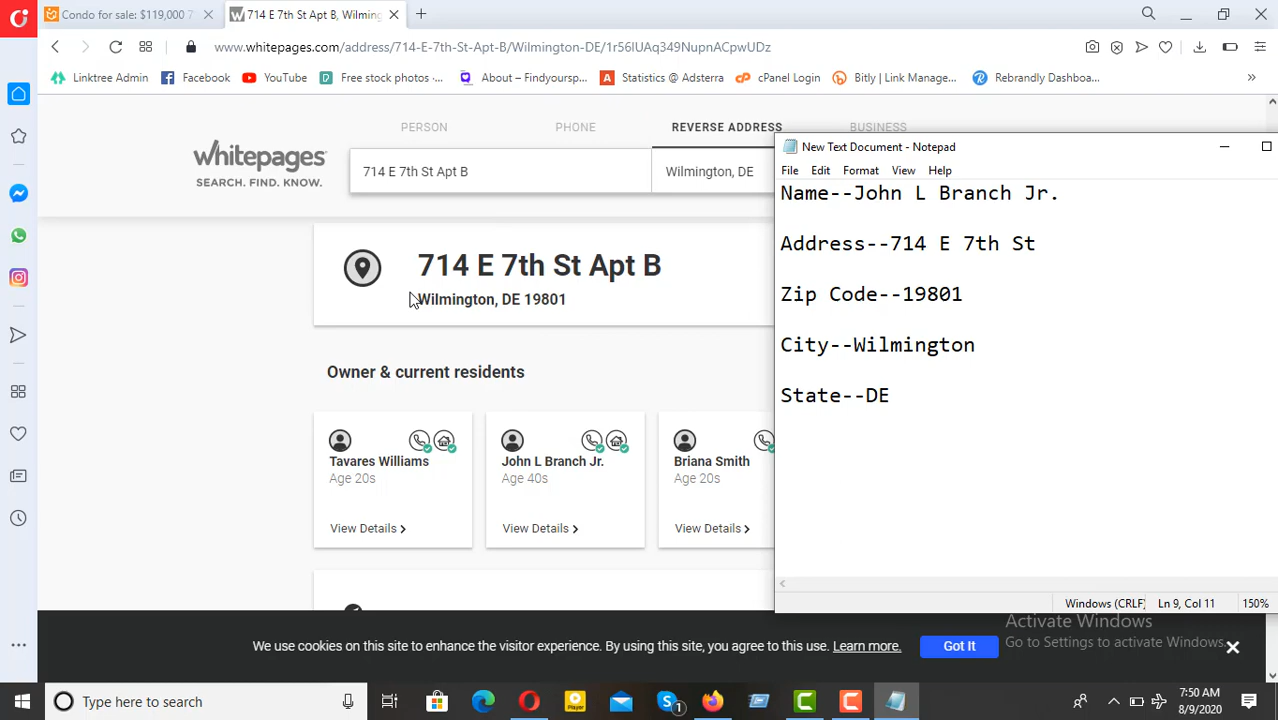 Condo for sale: $119,000 7
714 E 7th St Apt B, Wilming
www.whitepages.com/address/714-E-7th-St-Apt-B/Wilmington-DE/1r56lUAq349NupnACpwUDz
Linktree Admin
Facebook
YouTube
Free stock photos -...
About – Findyoursp...
Statistics @ Adsterra
cPanel Login
Bitly | Link Manage...
Rebrandly Dashboa...
PERSON
PHONE
REVERSE ADDRESS
BUSINESS
whitepages
SEARCH. FIND. KNOW.
714 E 7th St Apt B
Wilmington, DE
714 E 7th St Apt B
Wilmington, DE 19801
Owner & current residents
Tavares Williams
Age 20s
View Details
John L Branch Jr.
Age 40s
View Details
Briana Smith
Age 20s
View Details
New Text Document - Notepad
File Edit Format View Help
Name--John L Branch Jr.
Address--714 E 7th St
Zip Code--19801
City--Wilmington
State--DE
Windows (CRLF)
Ln 9, Col 11
150%
Activate Windows
Go to Settings to activate Windows.
We use cookies on this site to enhance the visitor experience. By using this site, you agree to this use. Learn more.
Got It
Type here to search
Player
1
7:50 AM
8/9/2020